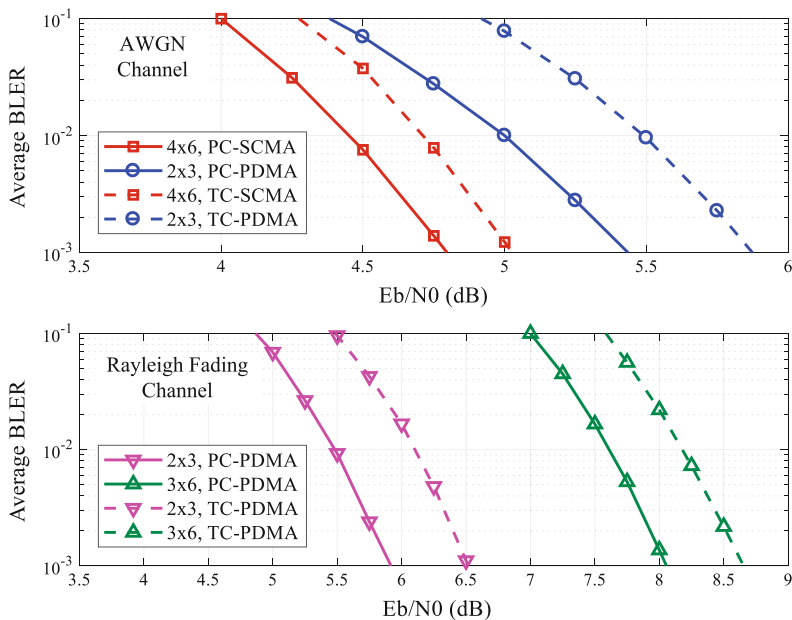 10^-1
10^-2
10^-3
Average BLER
AWGN
Channel
4x6, PC-SCMA
2x3, PC-PDMA
4x6, TC-SCMA
2x3, TC-PDMA
3.5 4 4.5 5 5.5 6
Eb/N0 (dB)
10^-1
10^-2
10^-3
Average BLER
Rayleigh Fading
Channel
2x3, PC-PDMA
3x6, PC-PDMA
2x3, TC-PDMA
3x6, TC-PDMA
3.5 4 4.5 5 5.5 6 6.5 7 7.5 8 8.5 9
Eb/N0 (dB)